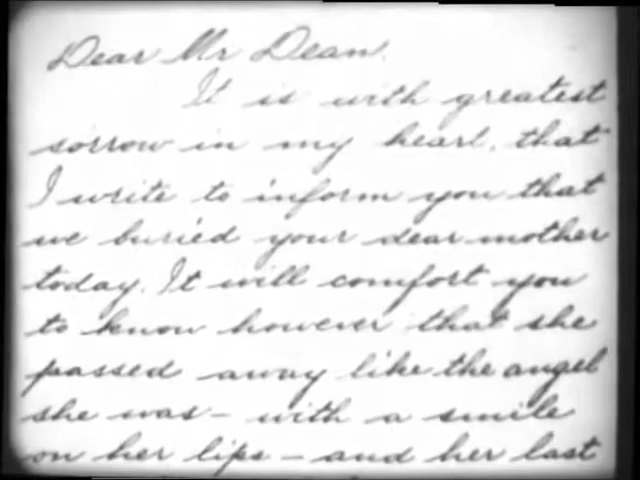 Dear Mr Dean.
It is with greatest
sorrow in my heart, that
I write to inform you that
we buried your dear mother
today. It will comfort you
to know however that she
passed away like the angel
she was - with a smile
on her lips - and her last